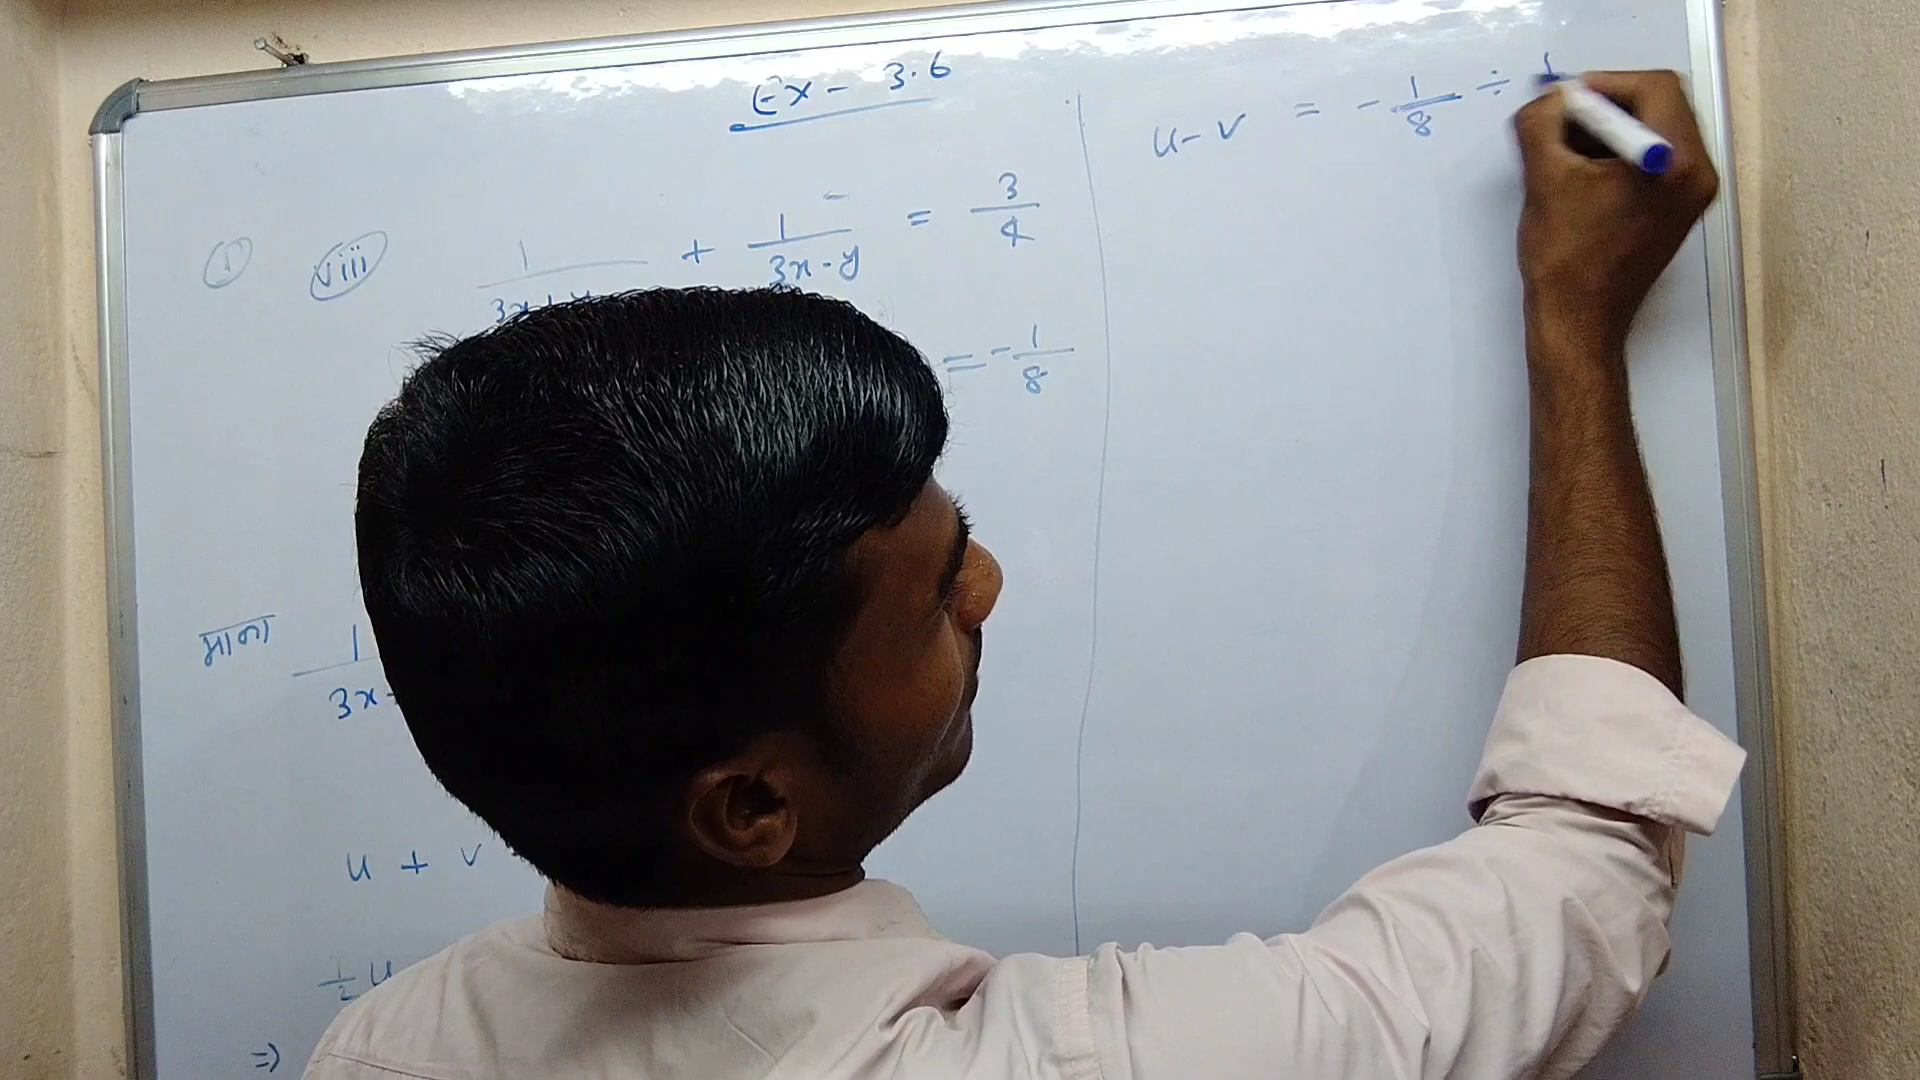 Ex - 3.6
① viii 1/3x+y + 1/3x-y = 3/4
= -1/8
माना 1/3x
u + v
1/2 u
=>
u - v = -1/8 ÷ 1